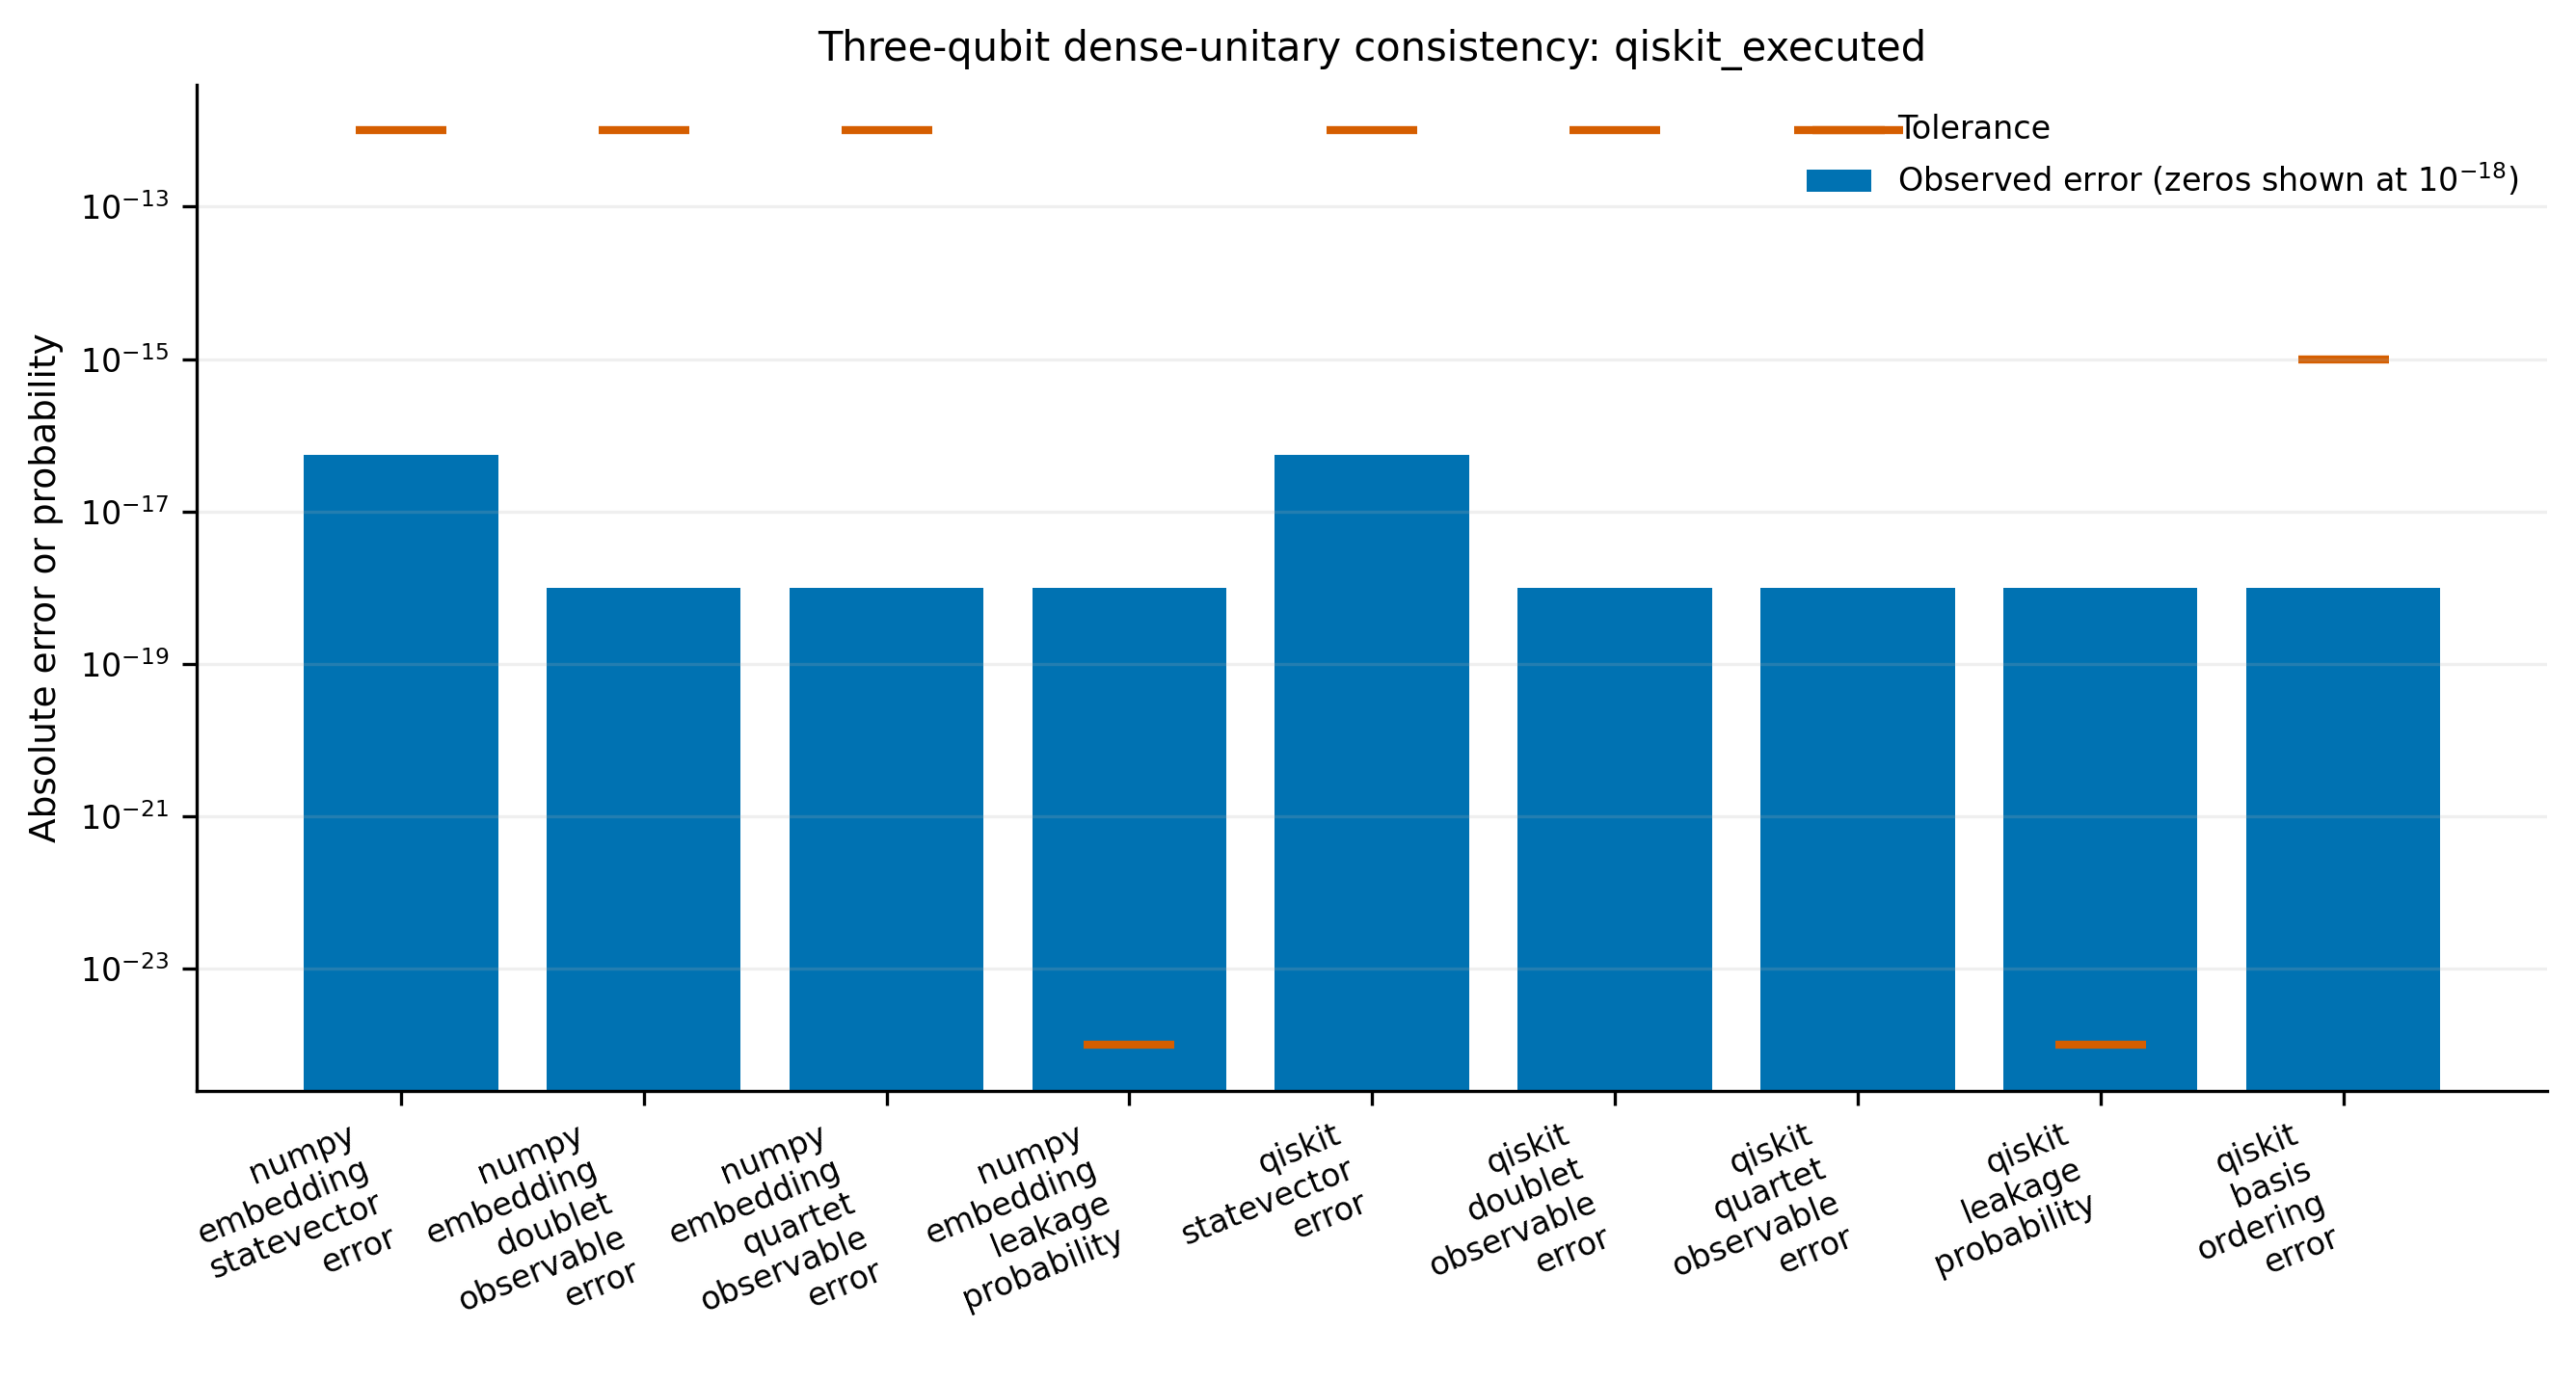 Three-qubit dense-unitary consistency: qiskit_executed
Tolerance
Observed error (zeros shown at 10⁻¹⁸)
Absolute error or probability
10⁻¹³
10⁻¹⁵
10⁻¹⁷
10⁻¹⁹
10⁻²¹
10⁻²³
numpy
embedding
statevector
error
numpy
embedding
doublet
observable
error
numpy
embedding
quartet
observable
error
numpy
embedding
leakage
probability
qiskit
statevector
error
qiskit
doublet
observable
error
qiskit
quartet
observable
error
qiskit
leakage
probability
qiskit
basis
ordering
error